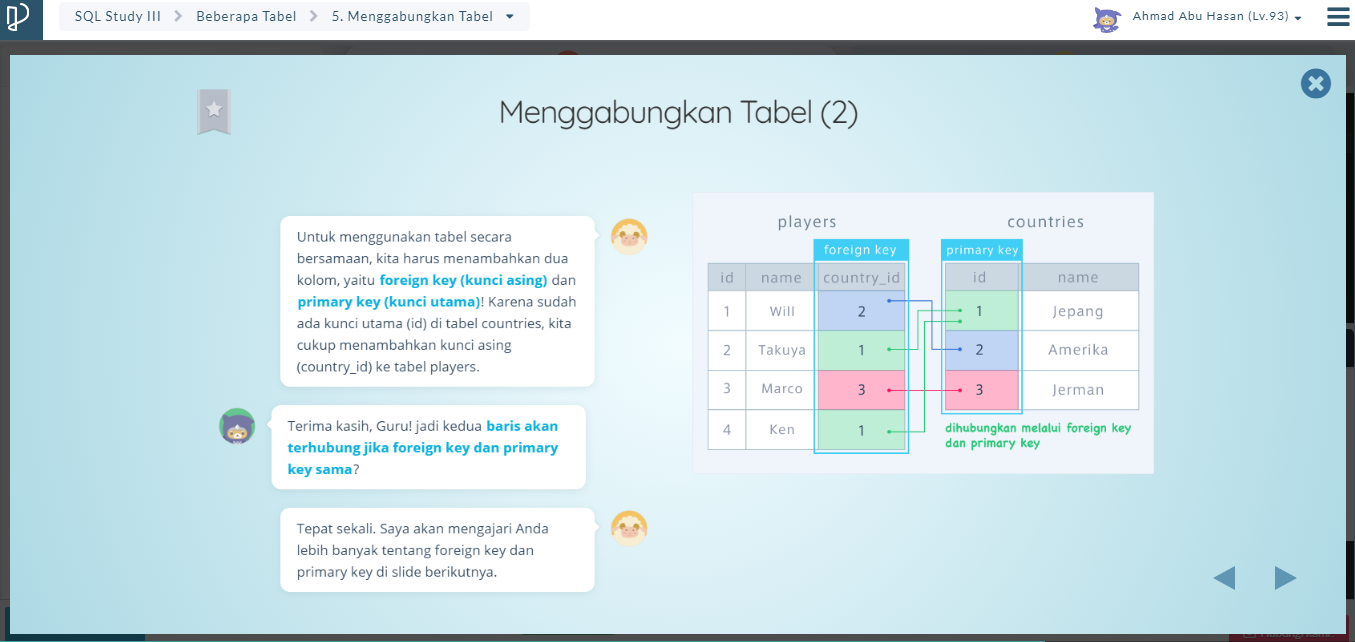 SQL Study III
Beberapa Tabel
5. Menggabungkan Tabel
Ahmad Abu Hasan (Lv.93)
Menggabungkan Tabel (2)
Untuk menggunakan tabel secara
bersamaan, kita harus menambahkan dua
kolom, yaitu foreign key (kunci asing) dan
primary key (kunci utama)! Karena sudah
ada kunci utama (id) di tabel countries, kita
cukup menambahkan kunci asing
(country_id) ke tabel players.
Terima kasih, Guru! jadi kedua baris akan
terhubung jika foreign key dan primary
key sama?
Tepat sekali. Saya akan mengajari Anda
lebih banyak tentang foreign key dan
primary key di slide berikutnya.
players
countries
foreign key
primary key
id name country_id
1 Will 2
2 Takuya 1
3 Marco 3
4 Ken 1
id name
1 Jepang
2 Amerika
3 Jerman
dihubungkan melalui foreign key
dan primary key